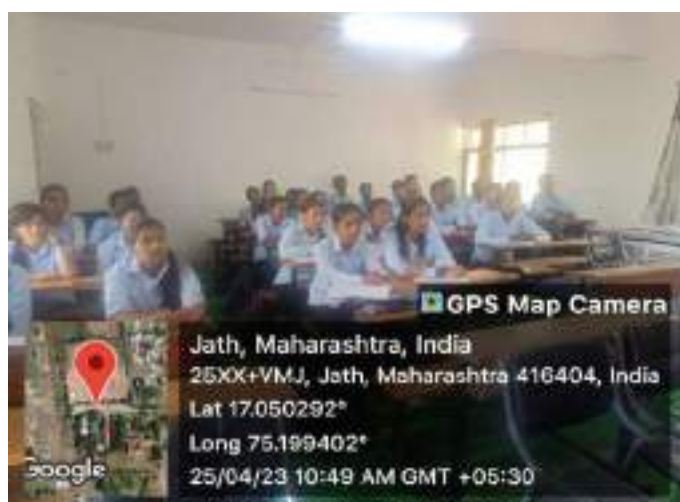 GPS Map Camera
Jath, Maharashtra, India
25XX+VMJ, Jath, Maharashtra 416404, India
Lat 17.050292°
Long 75.199402°
25/04/23 10:49 AM GMT +05:30
Google